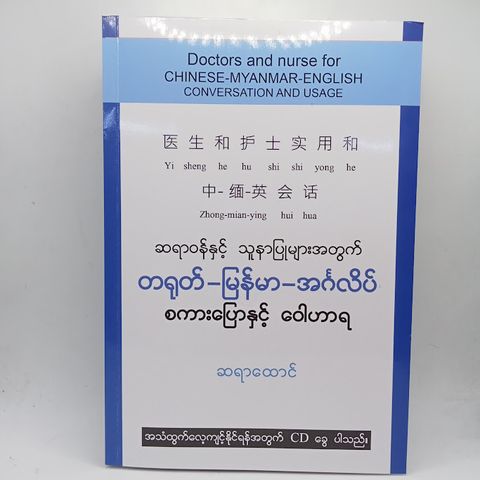 Doctors and nurse for
CHINESE-MYANMAR-ENGLISH
CONVERSATION AND USAGE
医生和护士实用和
Yi sheng he hu shi shi yong he
中-缅-英会话
Zhong-mian-ying hui hua
ဆရာဝန်နှင့် သူနာပြုများအတွက်
တရုတ်-မြန်မာ-အင်္ဂလိပ်
စကားပြောနှင့် ဝေါဟာရ
ဆရာထောင်
အသံထွက်လေ့ကျင့်နိုင်ရန်အတွက် CD ခွေ ပါသည်။